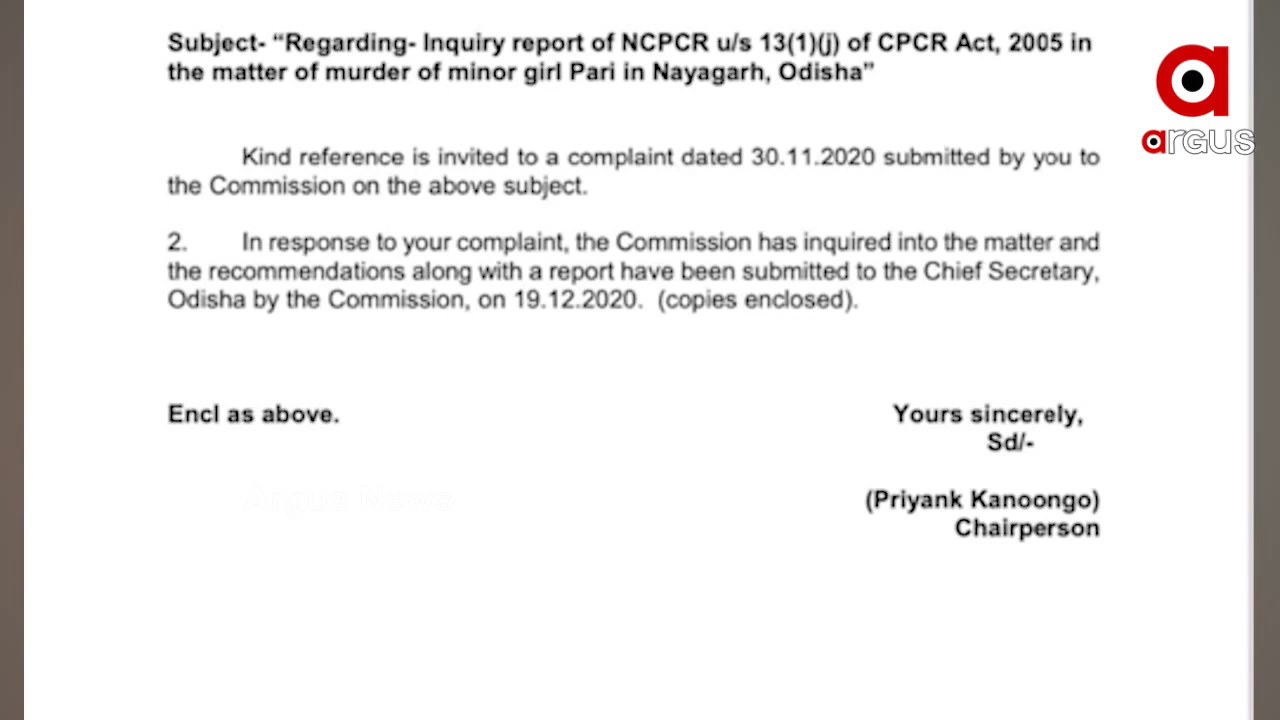 Subject- “Regarding- Inquiry report of NCPCR u/s 13(1)(j) of CPCR Act, 2005 in
the matter of murder of minor girl Pari in Nayagarh, Odisha”
argus
Kind reference is invited to a complaint dated 30.11.2020 submitted by you to
the Commission on the above subject.
2. In response to your complaint, the Commission has inquired into the matter and
the recommendations along with a report have been submitted to the Chief Secretary,
Odisha by the Commission, on 19.12.2020. (copies enclosed).
Encl as above.
Yours sincerely,
Sd/-
Argus News
(Priyank Kanoongo)
Chairperson